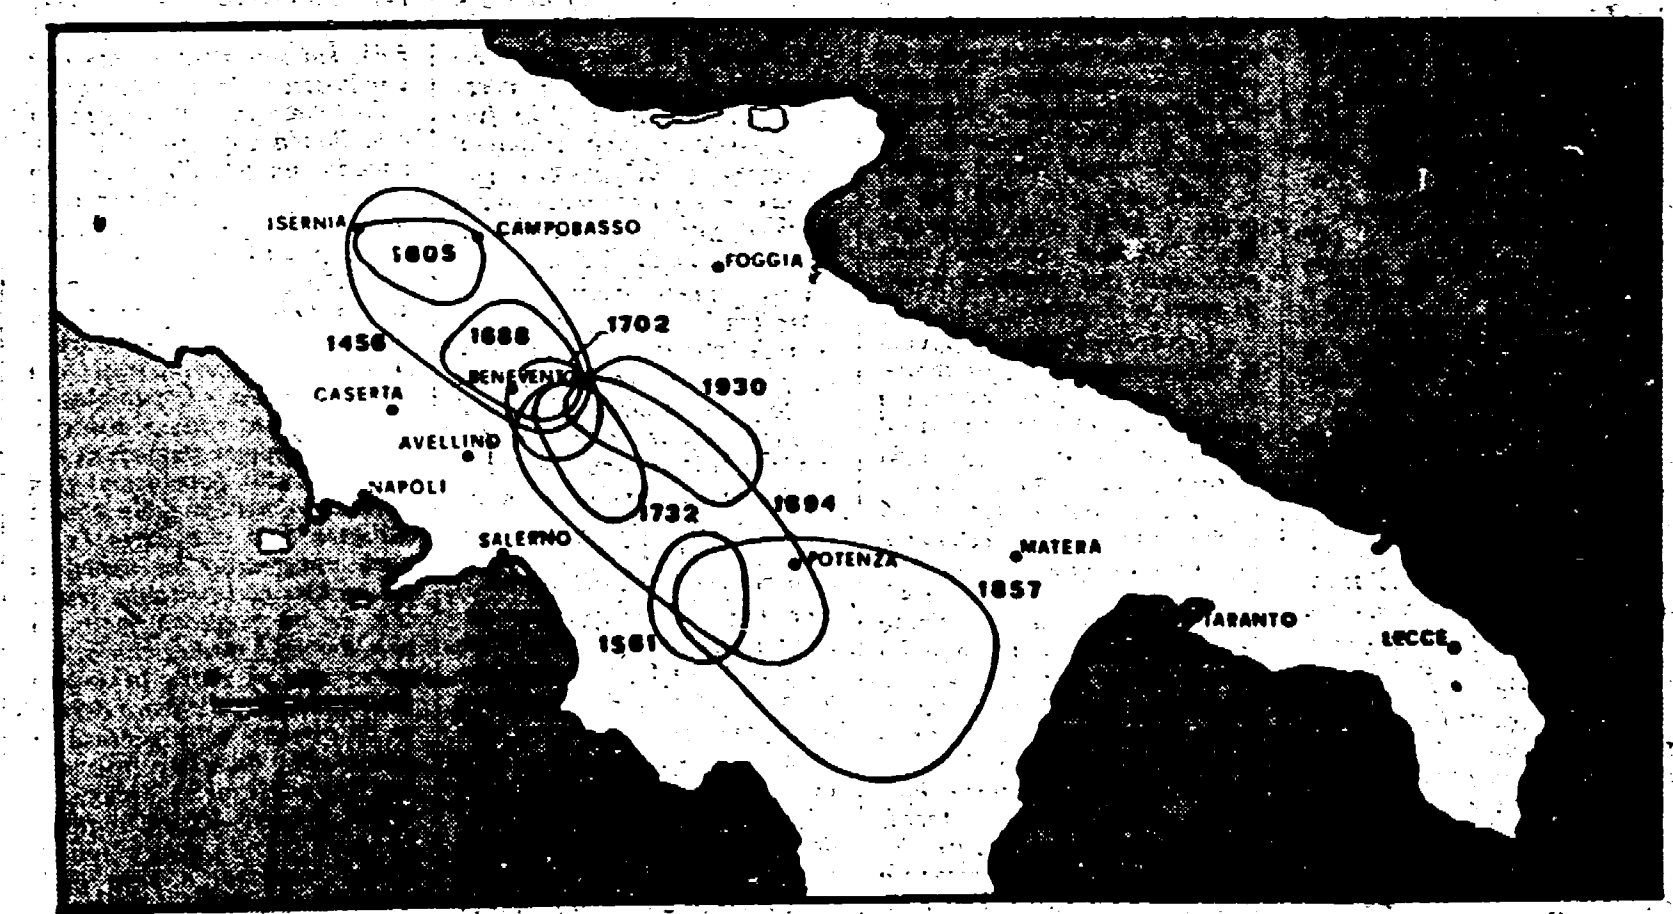 ISERNIA
CAMPOBASSO
1805
FOGGIA
1702
1688
1456
BENEVENTO
1930
CASERTA
AVELLINO
NAPOLI
1694
1732
SALERNO
MATERA
POTENZA
1857
TARANTO
1561
LECCE